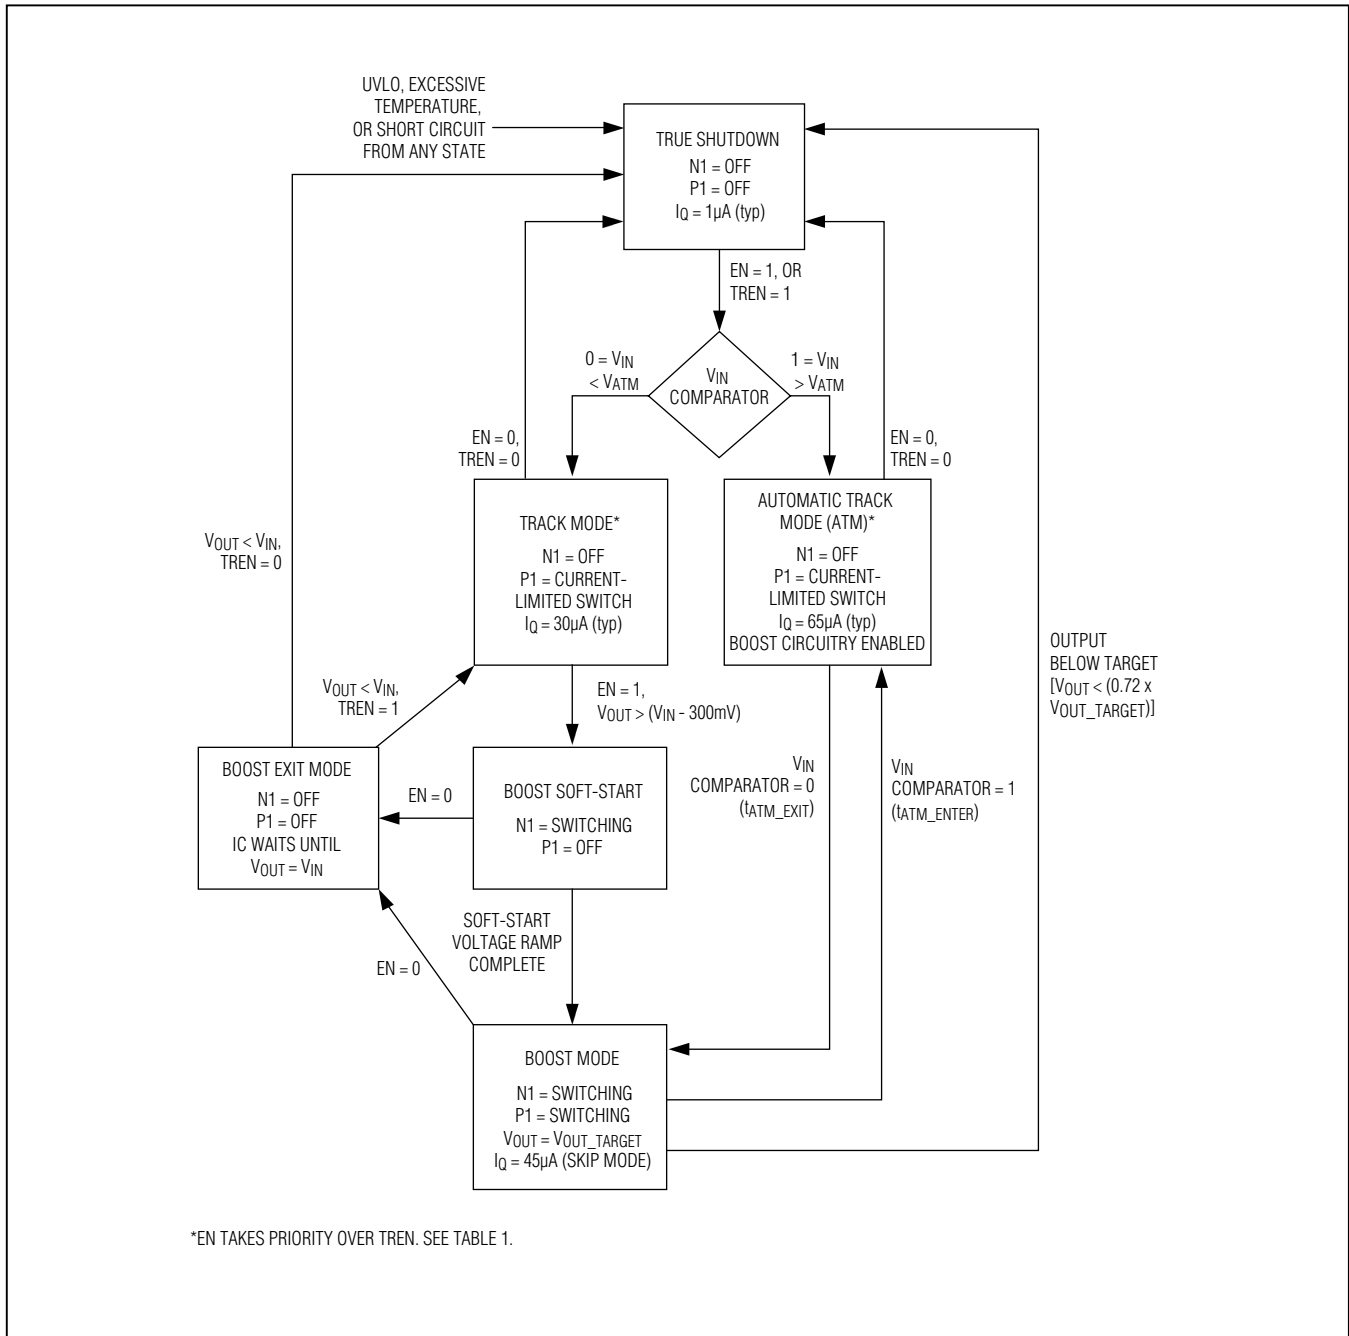 UVLO, EXCESSIVE
TEMPERATURE,
OR SHORT CIRCUIT
FROM ANY STATE
TRUE SHUTDOWN
N1 = OFF
P1 = OFF
IQ = 1µA (typ)
EN = 1, OR
TREN = 1
0 = VIN
< VATM
VIN
COMPARATOR
1 = VIN
> VATM
EN = 0,
TREN = 0
EN = 0,
TREN = 0
VOUT < VIN,
TREN = 0
TRACK MODE*
N1 = OFF
P1 = CURRENT-
LIMITED SWITCH
IQ = 30µA (typ)
AUTOMATIC TRACK
MODE (ATM)*
N1 = OFF
P1 = CURRENT-
LIMITED SWITCH
IQ = 65µA (typ)
BOOST CIRCUITRY ENABLED
OUTPUT
BELOW TARGET
[VOUT < (0.72 x
VOUT_TARGET)]
VOUT < VIN,
TREN = 1
EN = 1,
VOUT > (VIN - 300mV)
BOOST EXIT MODE
N1 = OFF
P1 = OFF
IC WAITS UNTIL
VOUT = VIN
EN = 0
BOOST SOFT-START
N1 = SWITCHING
P1 = OFF
VIN
COMPARATOR = 0
(tATM_EXIT)
VIN
COMPARATOR = 1
(tATM_ENTER)
SOFT-START
VOLTAGE RAMP
COMPLETE
EN = 0
BOOST MODE
N1 = SWITCHING
P1 = SWITCHING
VOUT = VOUT_TARGET
IQ = 45µA (SKIP MODE)
*EN TAKES PRIORITY OVER TREN. SEE TABLE 1.